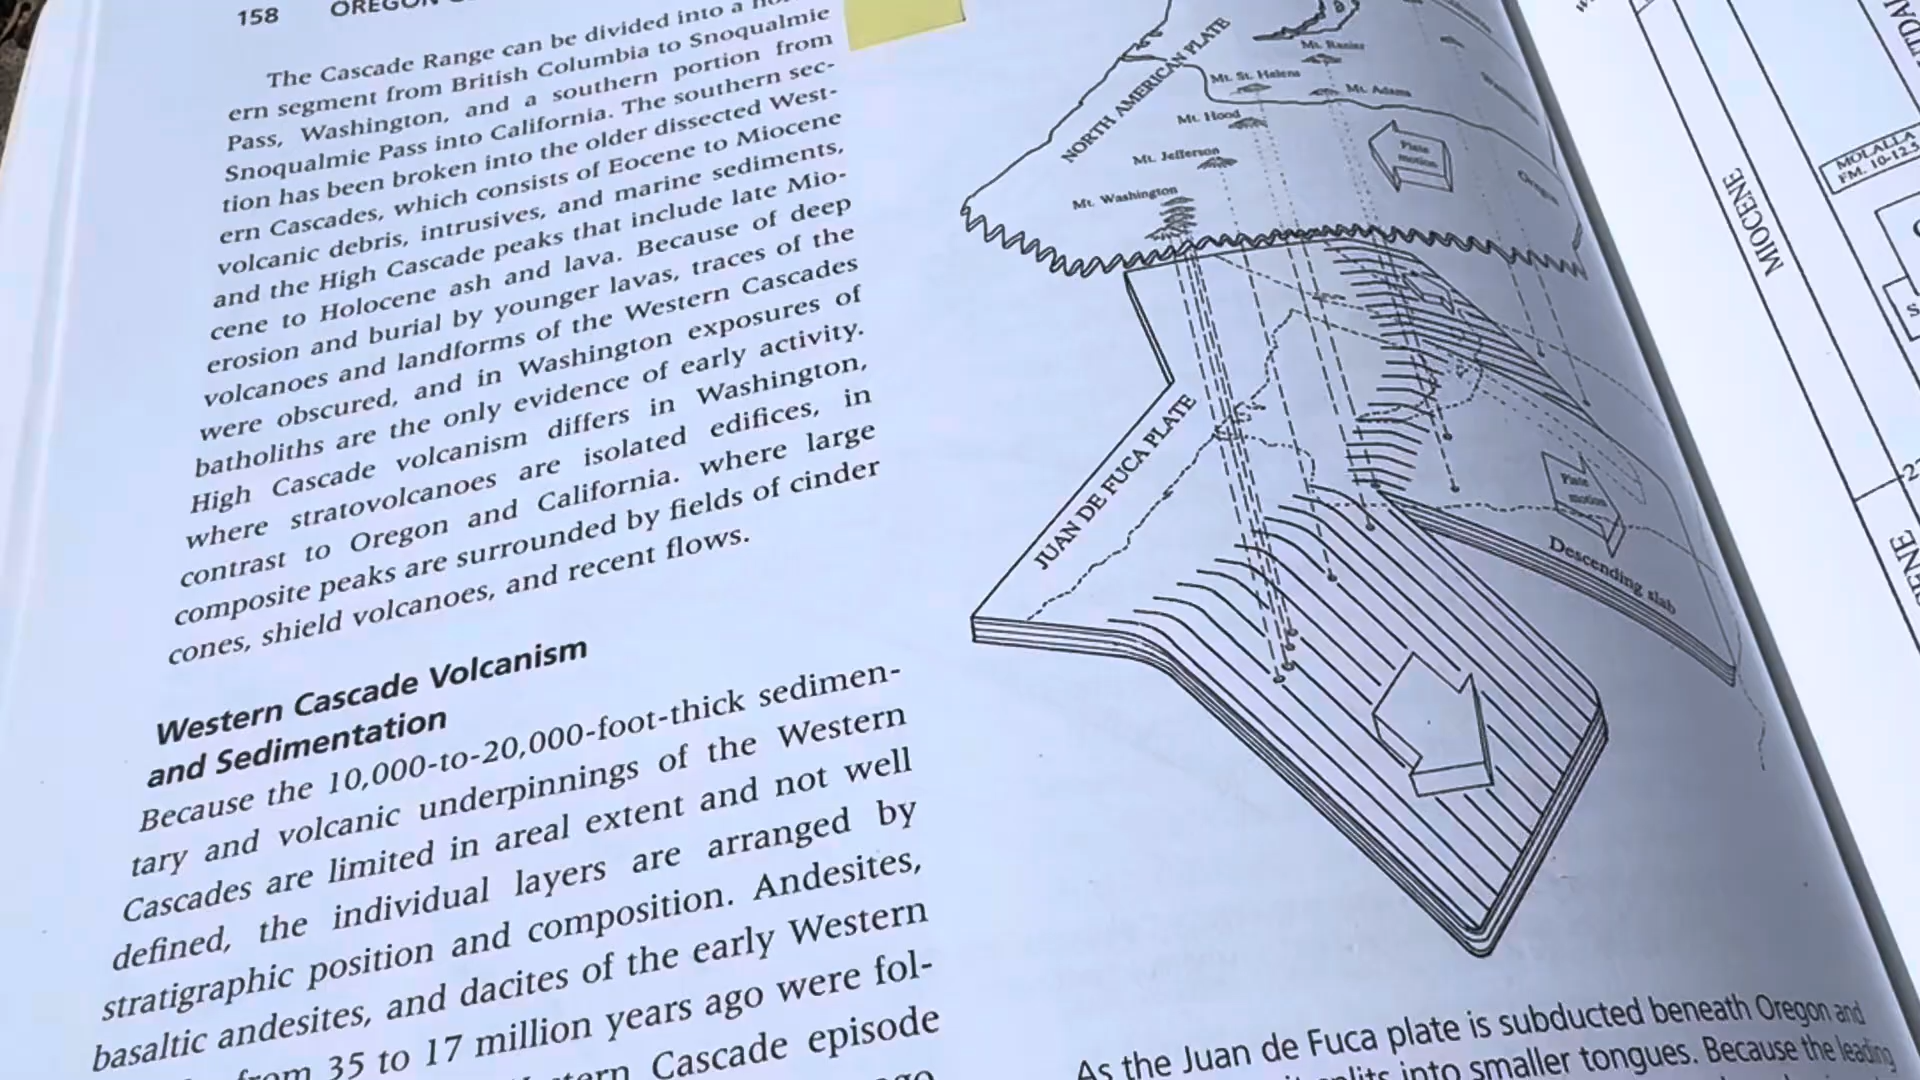 158
The Cascade Range can be divided into a
ern segment from British Columbia to Snoqualmie
Pass, Washington, and a southern portion from
Snoqualmie Pass into California. The southern sec-
tion has been broken into the older dissected West-
ern Cascades, which consists of Eocene to Miocene
volcanic debris, intrusives, and marine sediments,
and the High Cascade peaks that include late Mio-
cene to Holocene ash and lava. Because of deep
erosion and burial by younger lavas, traces of the
volcanoes and landforms of the Western Cascades
were obscured, and in Washington exposures of
batholiths are the only evidence of early activity.
High Cascade volcanism differs in Washington,
where stratovolcanoes are isolated edifices, in
contrast to Oregon and California. where large
composite peaks are surrounded by fields of cinder
cones, shield volcanoes, and recent flows.
Western Cascade Volcanism
and Sedimentation
Because the 10,000-to-20,000-foot-thick sedimen-
tary and volcanic underpinnings of the Western
Cascades are limited in areal extent and not well
defined, the individual layers are arranged by
stratigraphic position and composition. Andesites,
basaltic andesites, and dacites of the early Western
from 35 to 17 million years ago were fol-
Cascade episode
NORTH AMERICAN PLATE
Mt. Ranier
Mt. St. Helens
Mt. Adams
Mt. Hood
Mt. Jefferson
Mt. Washington
Plate
motion
JUAN DE FUCA PLATE
Plate
motion
Descending slab
As the Juan de Fuca plate is subducted beneath Oregon and
splits into smaller tongues. Because the leading
MIOCENE
MOLALLA
FM. 10-12.5